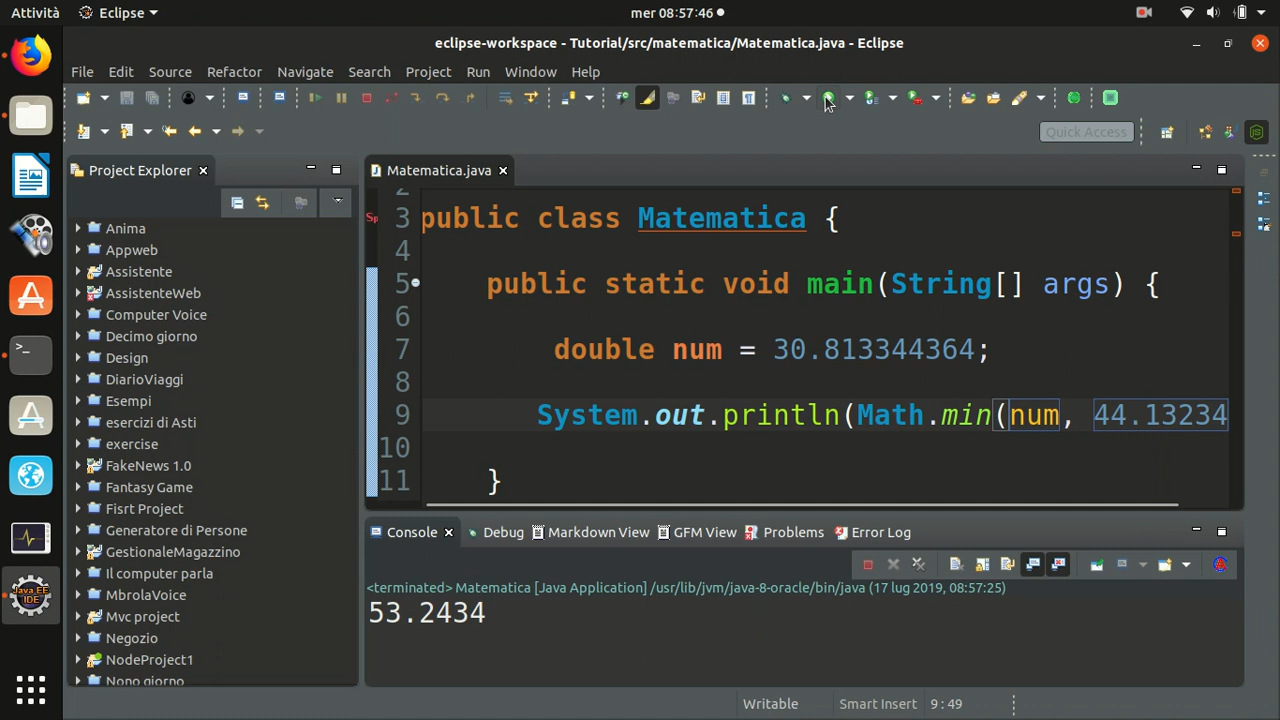 Attività Eclipse mer 08:57:46
eclipse-workspace - Tutorial/src/matematica/Matematica.java - Eclipse
File Edit Source Refactor Navigate Search Project Run Window Help
Quick Access
Project Explorer
Anima
Appweb
Assistente
AssistenteWeb
Computer Voice
Decimo giorno
Design
DiarioViaggi
Esempi
esercizi di Asti
exercise
FakeNews 1.0
Fantasy Game
Fisrt Project
Generatore di Persone
GestionaleMagazzino
Il computer parla
MbrolaVoice
Mvc project
Negozio
NodeProject1
Nono giorno
Matematica.java
2
3 public class Matematica {
4
5 public static void main(String[] args) {
6
7 double num = 30.813344364;
8
9 System.out.println(Math.min(num, 44.13234
10
11 }
Console Debug Markdown View GFM View Problems Error Log
<terminated> Matematica [Java Application] /usr/lib/jvm/java-8-oracle/bin/java (17 lug 2019, 08:57:25)
53.2434
Writable Smart Insert 9:49
Java EE
IDE